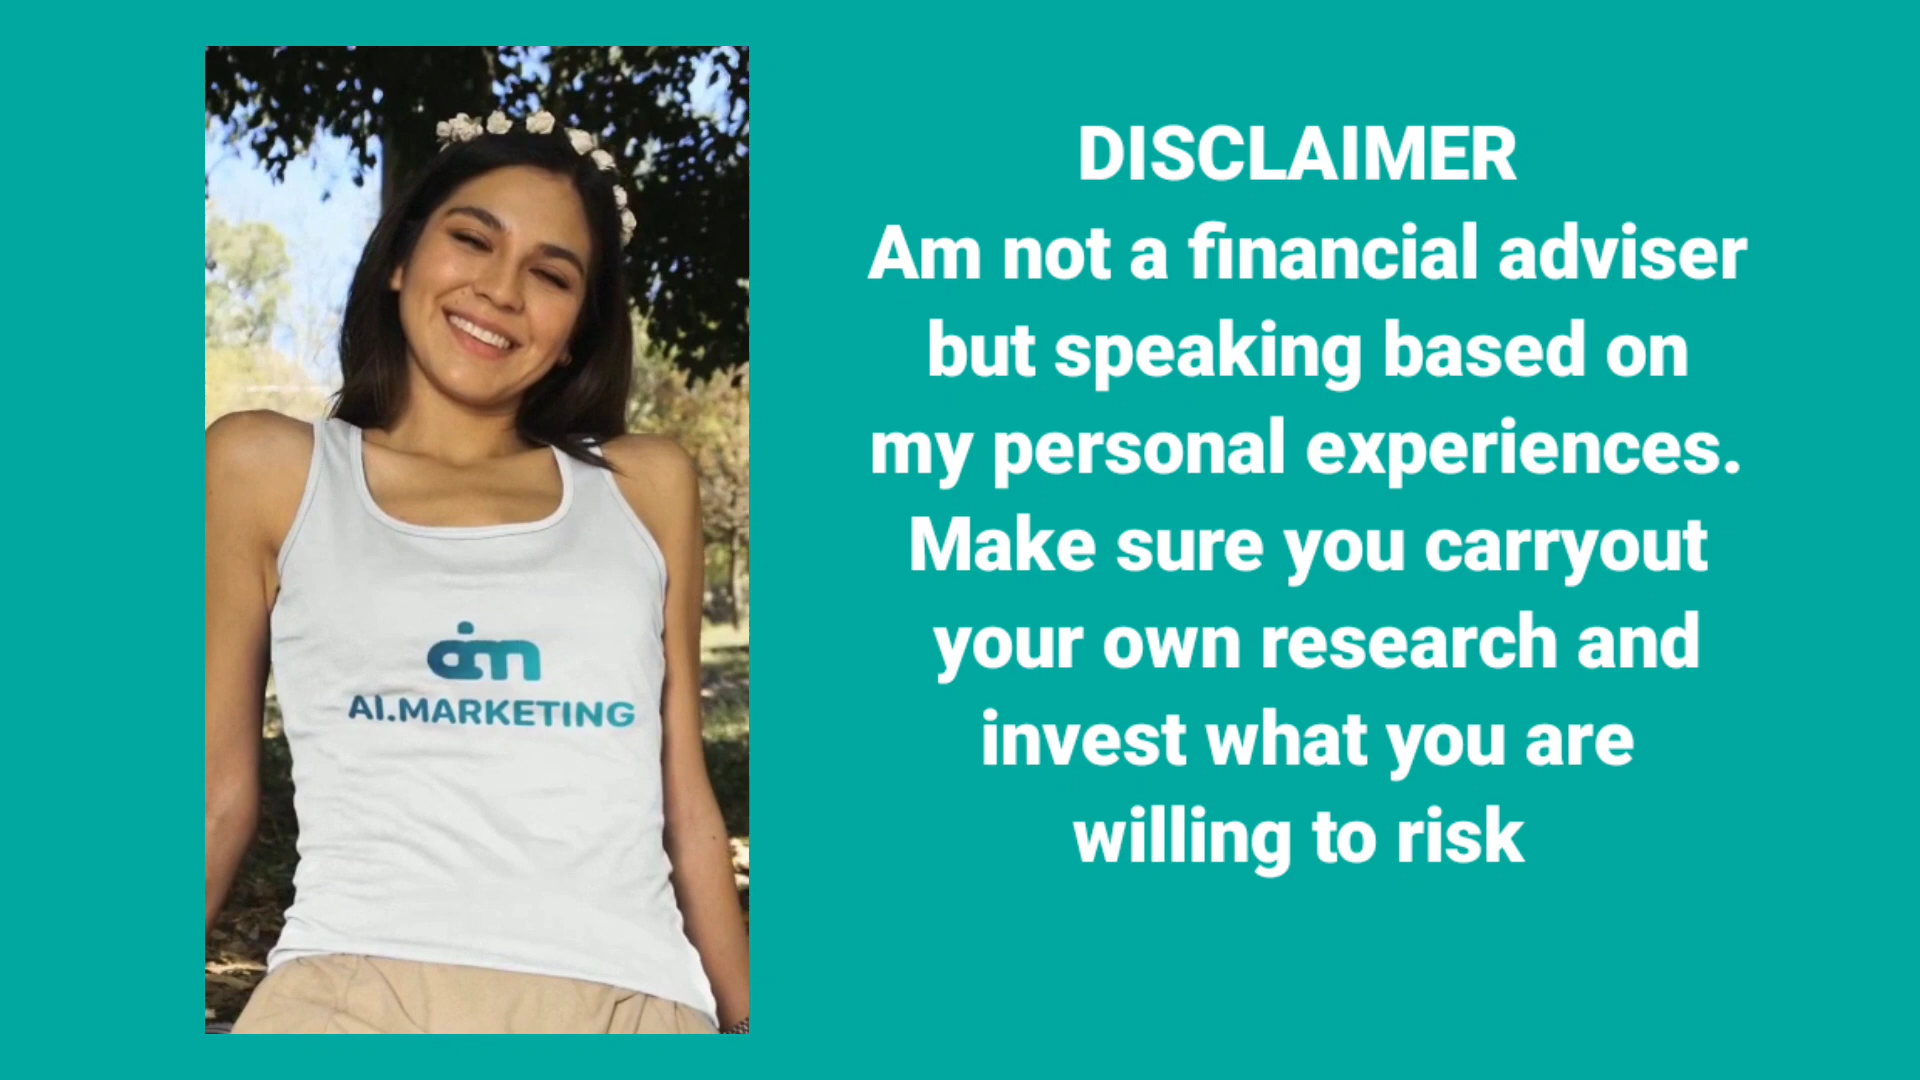 aim
AI.MARKETING
DISCLAIMER
Am not a financial adviser
but speaking based on
my personal experiences.
Make sure you carryout
your own research and
invest what you are
willing to risk